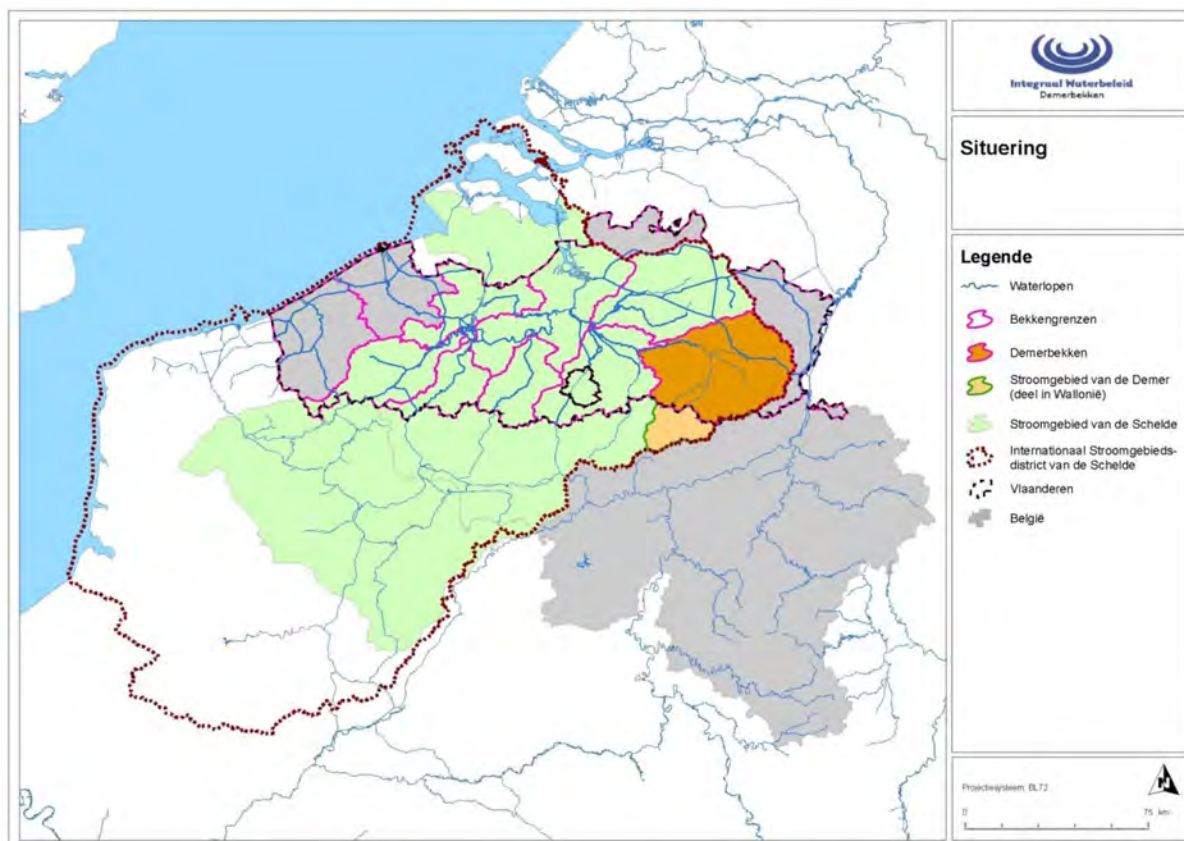 Integraal Waterbeleid
Demerbekken
Situering
Legende
Waterlopen
Bekkengrenzen
Demerbekken
Stroomgebied van de Demer
(deel in Wallonië)
Stroomgebied van de Schelde
Internationaal Stroomgebieds-
district van de Schelde
Vlaanderen
België
Projectiesysteem: BL72
N
0 75 km